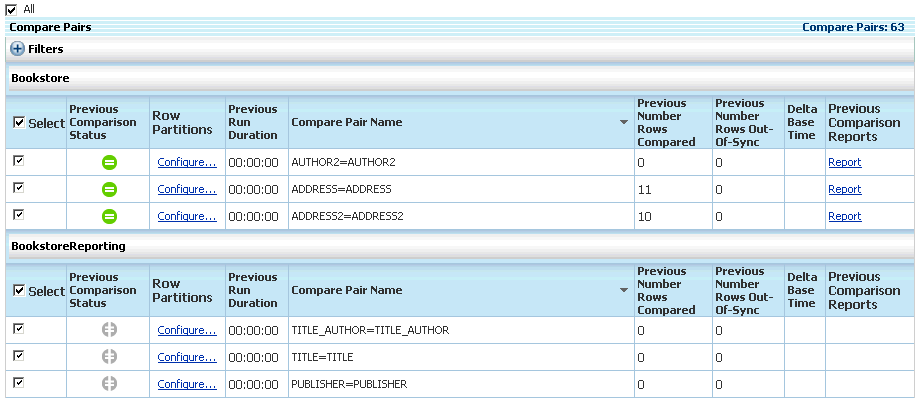 All
Compare Pairs Compare Pairs: 63
Filters
Bookstore
Select Previous Comparison Status Row Partitions Previous Run Duration Compare Pair Name Previous Number Rows Compared Previous Number Rows Out-Of-Sync Delta Base Time Previous Comparison Reports
Configure... 00:00:00 AUTHOR2=AUTHOR2 0 0 Report
Configure... 00:00:00 ADDRESS=ADDRESS 11 0 Report
Configure... 00:00:00 ADDRESS2=ADDRESS2 10 0 Report
BookstoreReporting
Select Previous Comparison Status Row Partitions Previous Run Duration Compare Pair Name Previous Number Rows Compared Previous Number Rows Out-Of-Sync Delta Base Time Previous Comparison Reports
Configure... 00:00:00 TITLE_AUTHOR=TITLE_AUTHOR 0 0
Configure... 00:00:00 TITLE=TITLE 0 0
Configure... 00:00:00 PUBLISHER=PUBLISHER 0 0